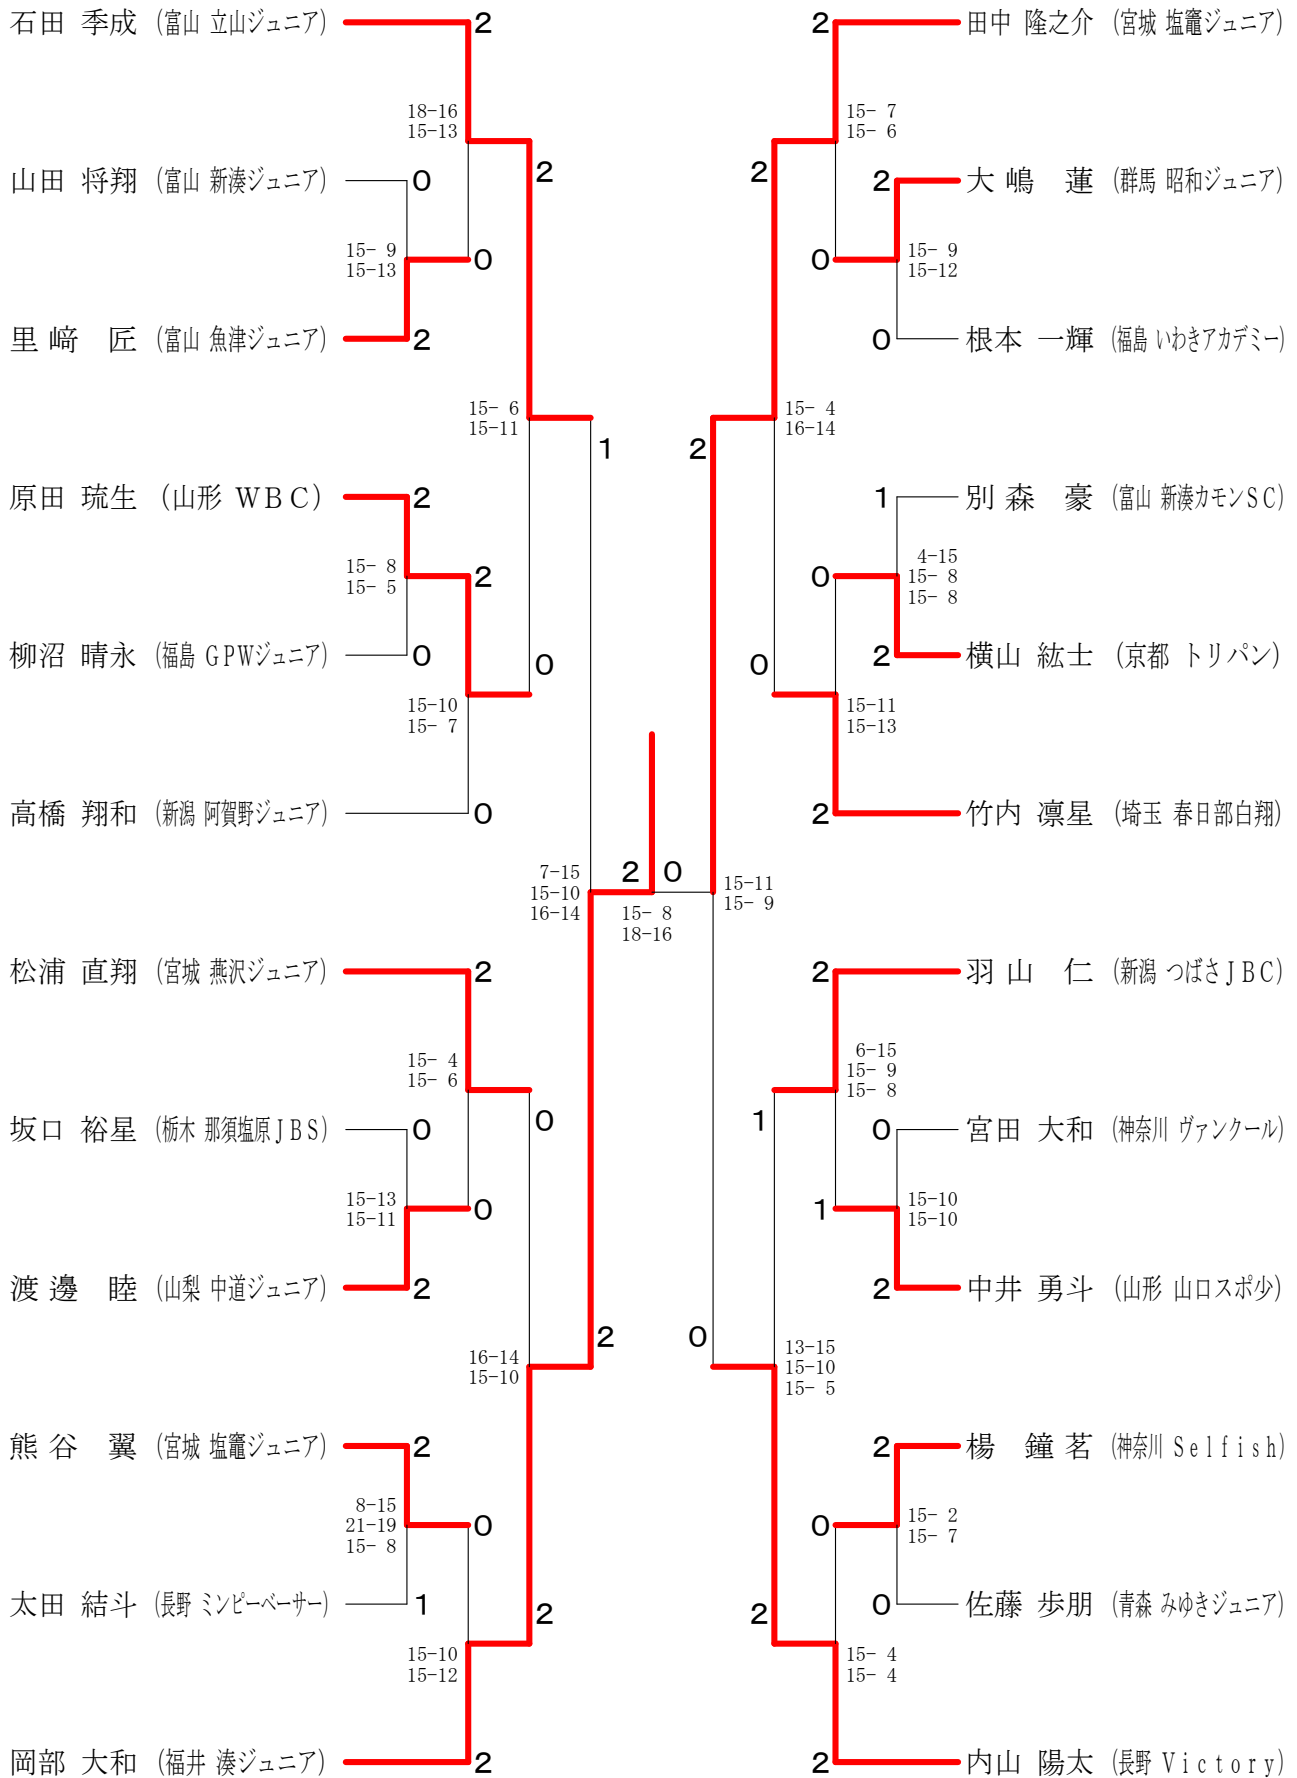 石田 季成 (富山 立山ジュニア) 2
2 田中 隆之介 (宮城 塩竈ジュニア)
18-16
15-13
15- 7
15- 6
山田 将翔 (富山 新湊ジュニア) 0 2
2 2 大嶋 蓮 (群馬 昭和ジュニア)
15- 9
15-13
0
0
15- 9
15-12
里﨑 匠 (富山 魚津ジュニア) 2
0 根本 一輝 (福島 いわきアカデミー)
15- 6
15-11
1
2
15- 4
16-14
原田 琉生 (山形 WBC) 2
1 別森 豪 (富山 新湊カモンSC)
15- 8
15- 5
2
0
4-15
15- 8
15- 8
柳沼 晴永 (福島 GPWジュニア) 0 0
0 2 横山 紘士 (京都 トリパン)
15-10
15- 7
15-11
15-13
高橋 翔和 (新潟 阿賀野ジュニア) 0
2 竹内 凛星 (埼玉 春日部白翔)
7-15
15-10
16-14
2 0
15- 8
18-16
15-11
15- 9
松浦 直翔 (宮城 燕沢ジュニア) 2
2 羽山 仁 (新潟 つばさJBC)
15- 4
15- 6
6-15
15- 9
15- 8
坂口 裕星 (栃木 那須塩原JBS) 0 0
1 0 宮田 大和 (神奈川 ヴァンクール)
15-13
15-11
0
1
15-10
15-10
渡邊 睦 (山梨 中道ジュニア) 2
2 中井 勇斗 (山形 山口スポ少)
16-14
15-10
2
0
13-15
15-10
15- 5
熊谷 翼 (宮城 塩竈ジュニア) 2
2 楊 鐘茗 (神奈川 Selfish)
8-15
21-19
15- 8
0
0
15- 2
15- 7
太田 結斗 (長野 ミンピーベーサー) 1 2
2 0 佐藤 歩朋 (青森 みゆきジュニア)
15-10
15-12
15- 4
15- 4
岡部 大和 (福井 湊ジュニア) 2
2 内山 陽太 (長野 Victory)